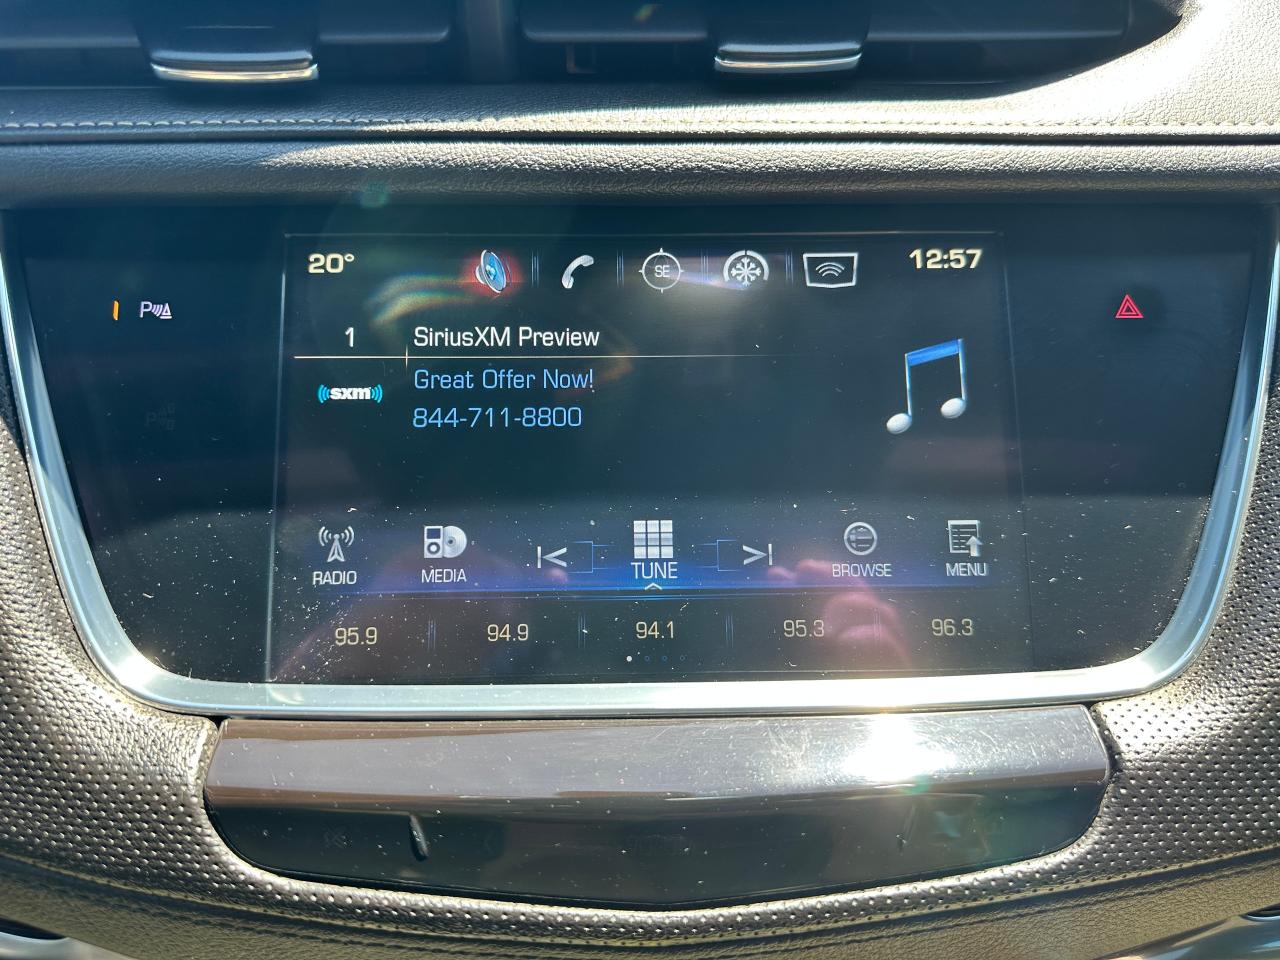 20°
SE
12:57
P
1
SiriusXM Preview
sxm
Great Offer Now!
844-711-8800
RADIO
MEDIA
TUNE
BROWSE
MENU
95.9
94.9
94.1
95.3
96.3